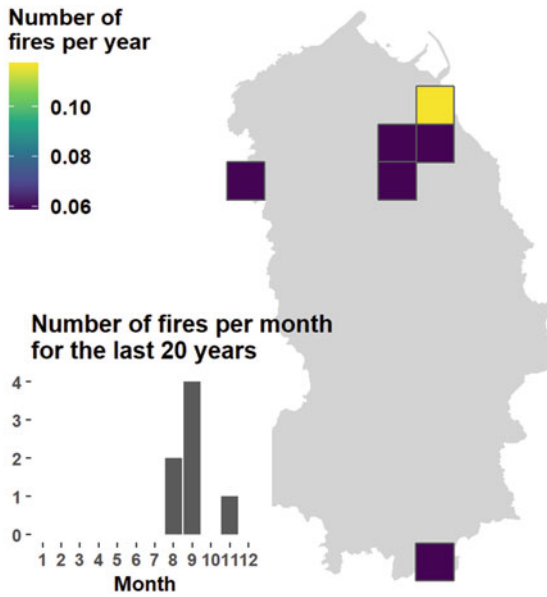 Number of
fires per year
0.10
0.08
0.06
Number of fires per month
for the last 20 years
4
3
2
1
0
1 2 3 4 5 6 7 8 9 10 11 12
Month